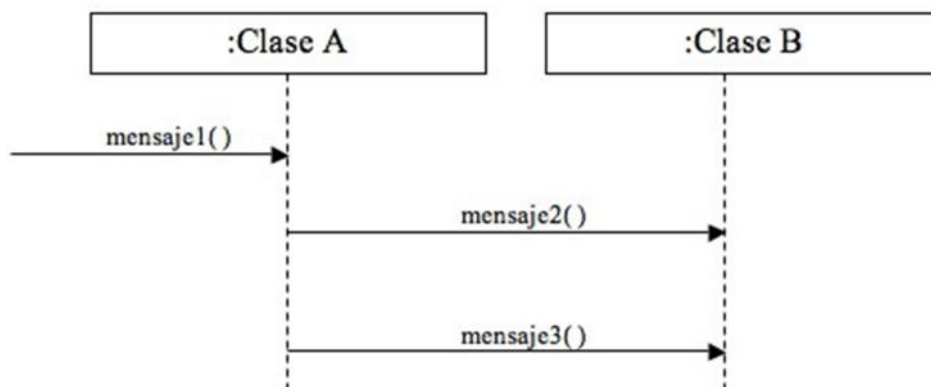 :Clase A
:Clase B
mensaje1()
mensaje2()
mensaje3()